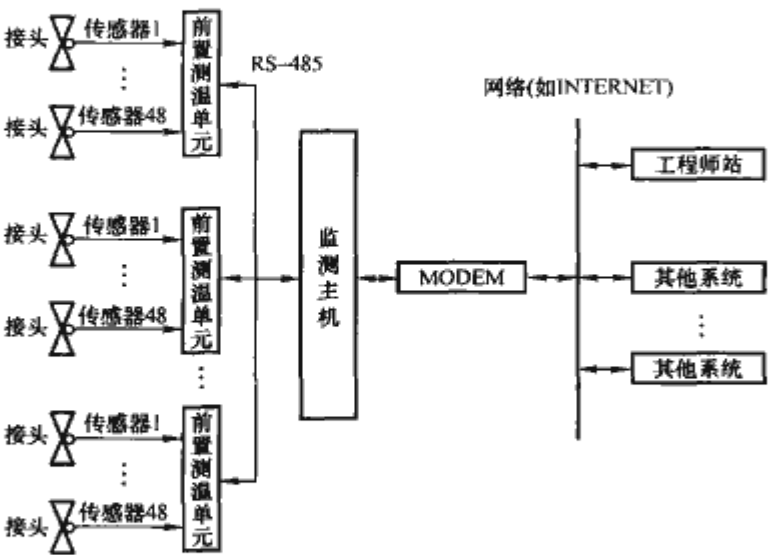 接头
传感器1
⋮
接头
传感器48
前置测温单元
RS-485
接头
传感器1
⋮
接头
传感器48
前置测温单元
⋮
接头
传感器1
⋮
接头
传感器48
前置测温单元
监测主机
MODEM
网络(如INTERNET)
工程师站
其他系统
⋮
其他系统